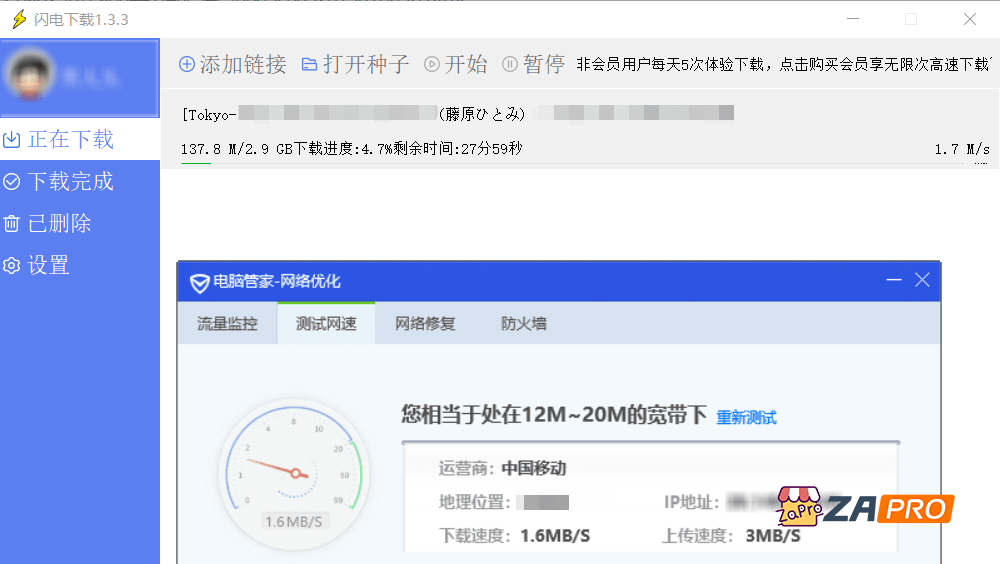 闪电下载1.3.3
添加链接 打开种子 开始 暂停 非会员用户每天5次体验下载，点击购买会员享无限次高速下载
[Tokyo- (藤原ひとみ)
137.8 M/2.9 GB下载进度:4.7%剩余时间:27分59秒 1.7 M/s
正在下载
下载完成
已删除
设置
电脑管家-网络优化
流量监控 测试网速 网络修复 防火墙
您相当于处在12M~20M的宽带下 重新测试
0 1 2 4 8 10 20 50 99
1.6MB/S
运营商：中国移动
地理位置： IP地址：
下载速度：1.6MB/S 上传速度：3MB/S
ZaPro ZAPRO